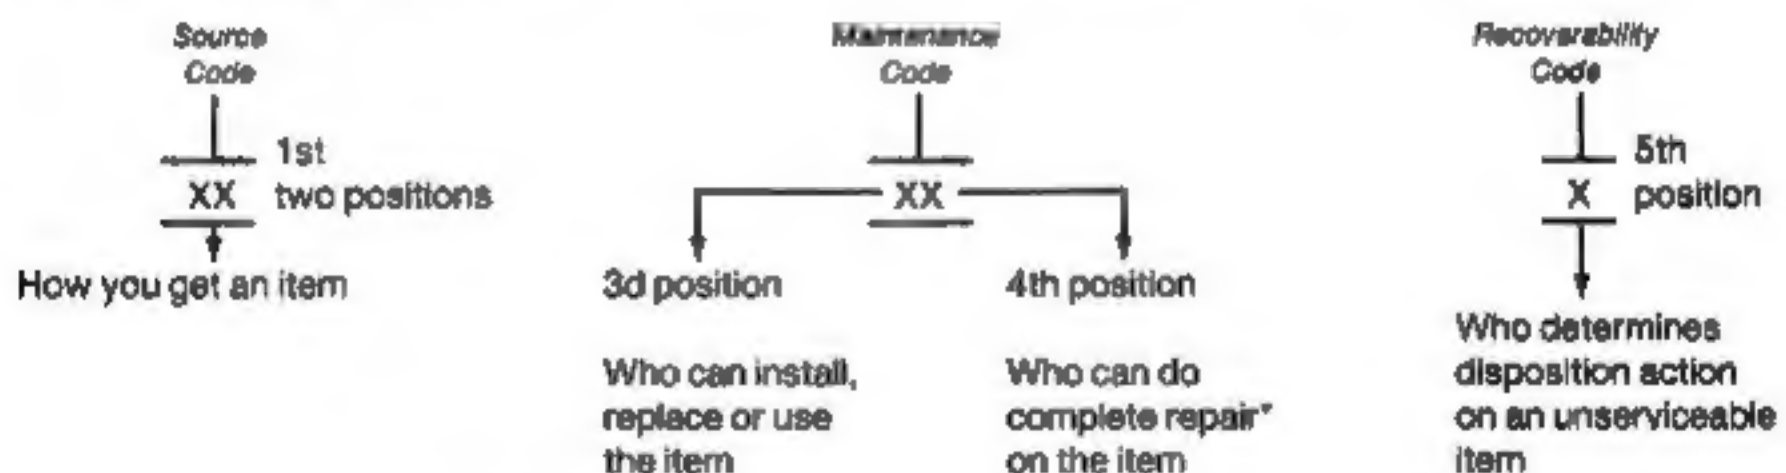 Source
Code
1st
XX two positions
How you get an item
Maintenance
Code
XX
3d position
Who can install,
replace or use
the item
4th position
Who can do
complete repair*
on the item
Recoverability
Code
5th
X position
Who determines
disposition action
on an unserviceable
item